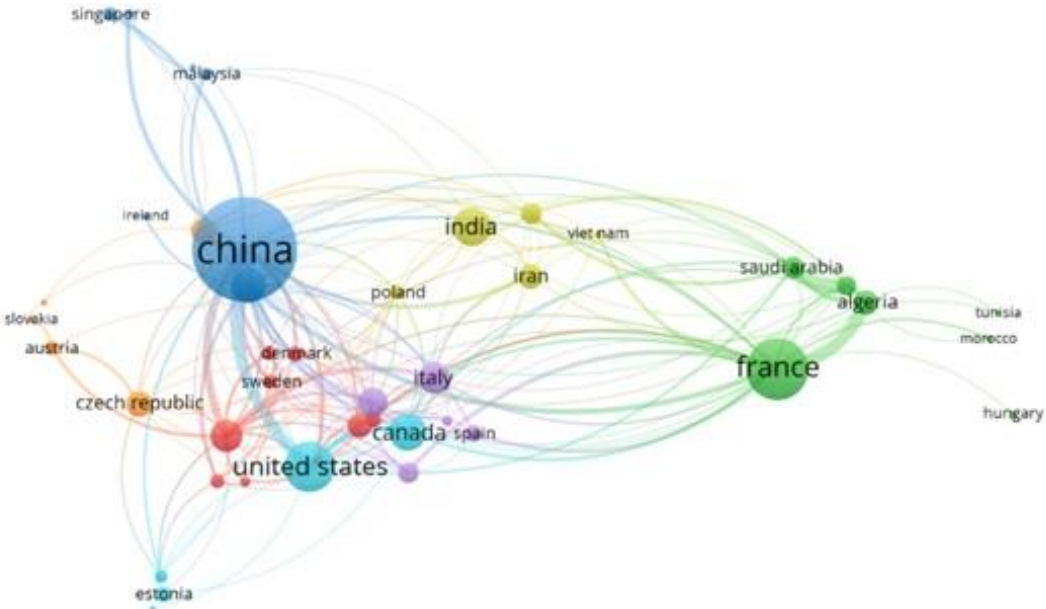 singapore
malaysia
ireland
china
india
viet nam
iran
poland
saudi arabia
algeria
tunisia
morocco
slovakia
austria
denmark
sweden
italy
france
czech republic
hungary
canada
spain
united states
estonia